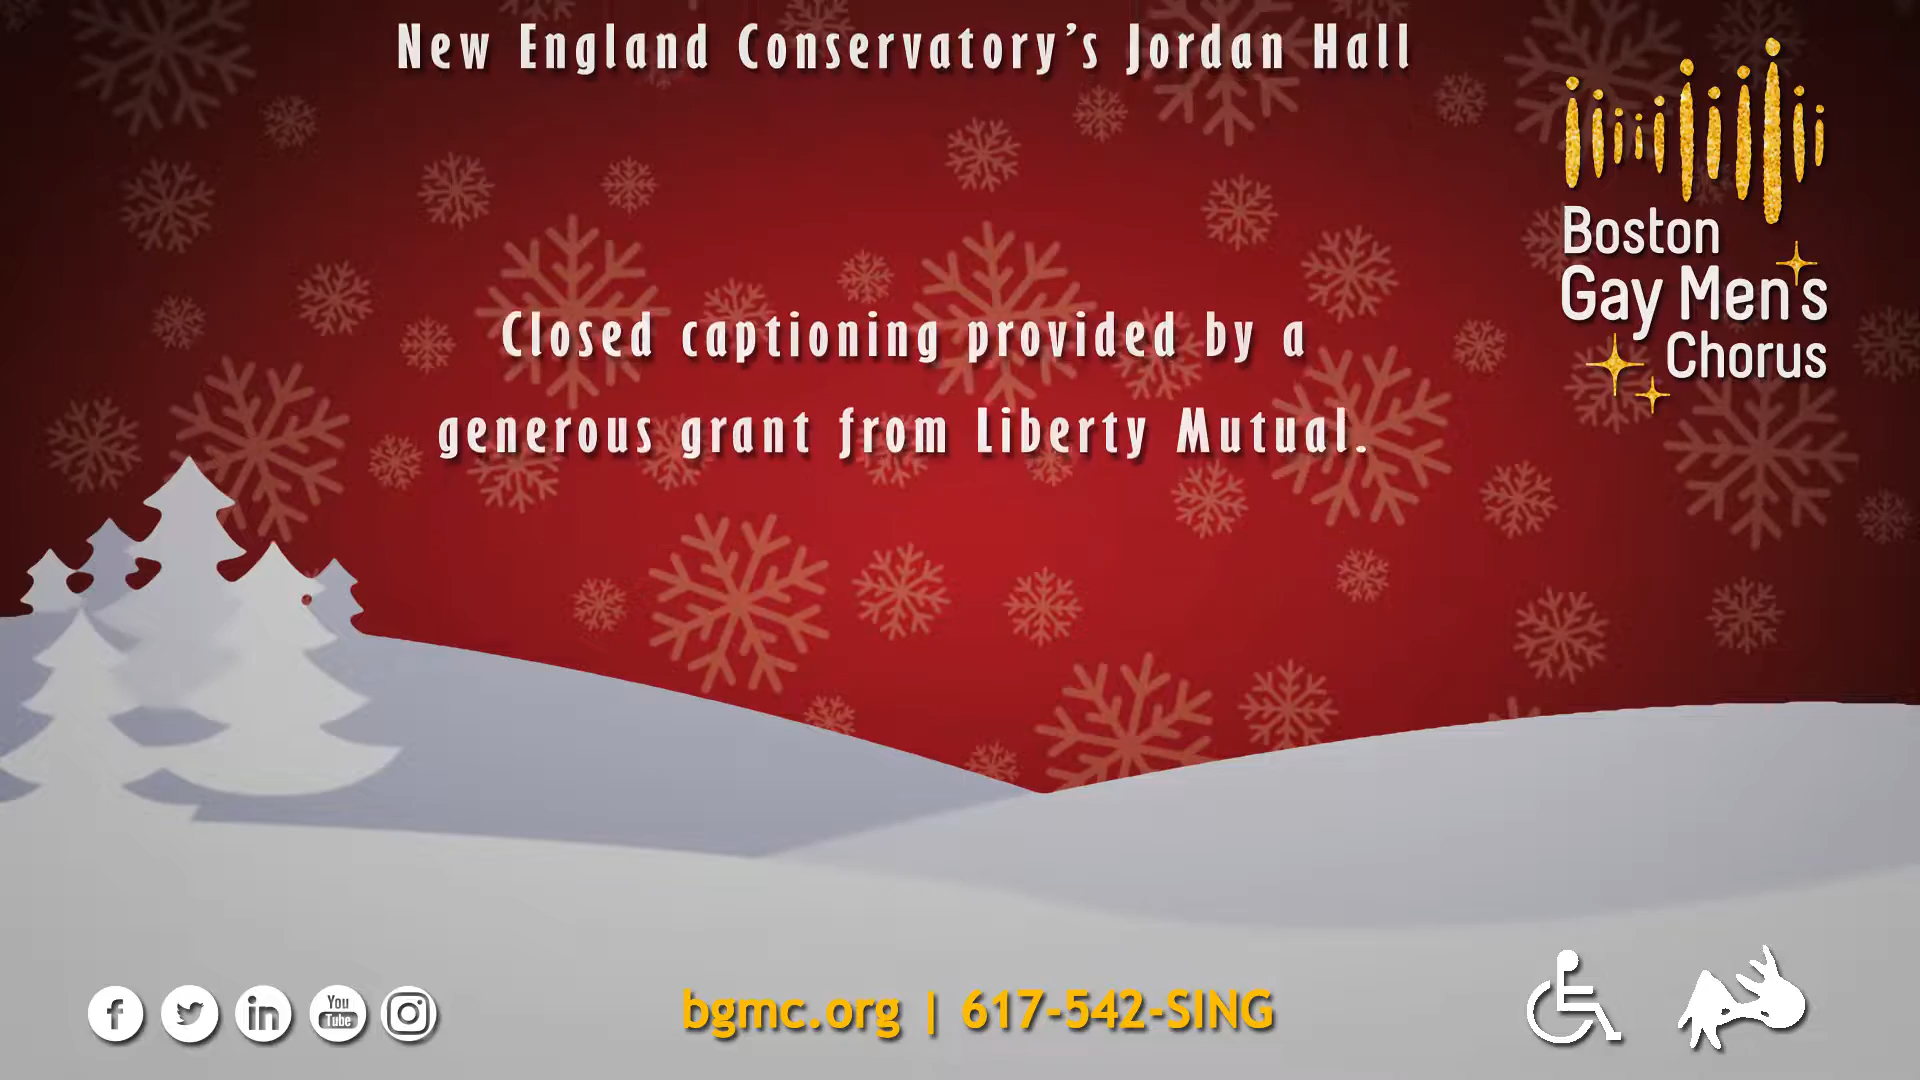 New England Conservatory's Jordan Hall
Boston
Gay Men's
Chorus
Closed captioning provided by a
generous grant from Liberty Mutual.
f
in
You
Tube
bgmc.org | 617-542-SING